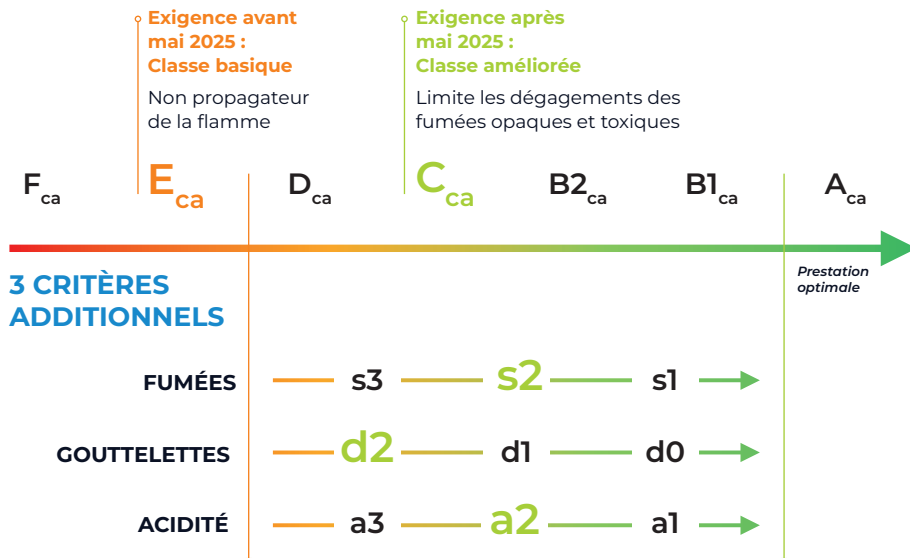 Exigence avant
mai 2025 :
Classe basique
Non propagateur
de la flamme
Exigence après
mai 2025 :
Classe améliorée
Limite les dégagements des
fumées opaques et toxiques
Fca Eca Dca Cca B2ca B1ca Aca
Prestation
optimale
3 CRITÈRES
ADDITIONNELS
FUMÉES s3 s2 s1
GOUTTELETTES d2 d1 d0
ACIDITÉ a3 a2 a1